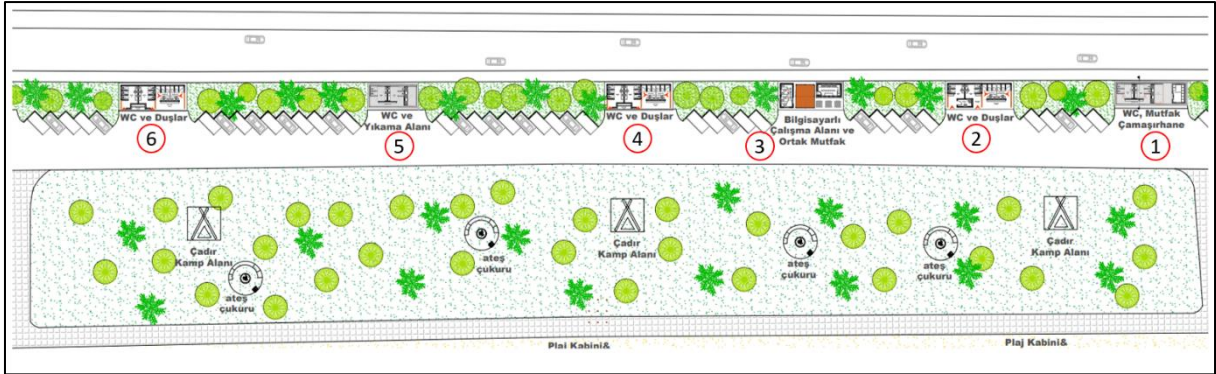 WC ve Duşlar
6
WC ve
Yıkama Alanı
5
WC ve Duşlar
4
Bilgisayarlı
Çalışma Alanı ve
Ortak Mutfak
3
WC ve Duşlar
2
WC, Mutfak
Çamaşırhane
1
Çadır
Kamp Alanı
ateş
çukuru
ateş
çukuru
Çadır
Kamp Alanı
ateş
çukuru
ateş
çukuru
Çadır
Kamp Alanı
Plaj Kabini&
Plaj Kabini&